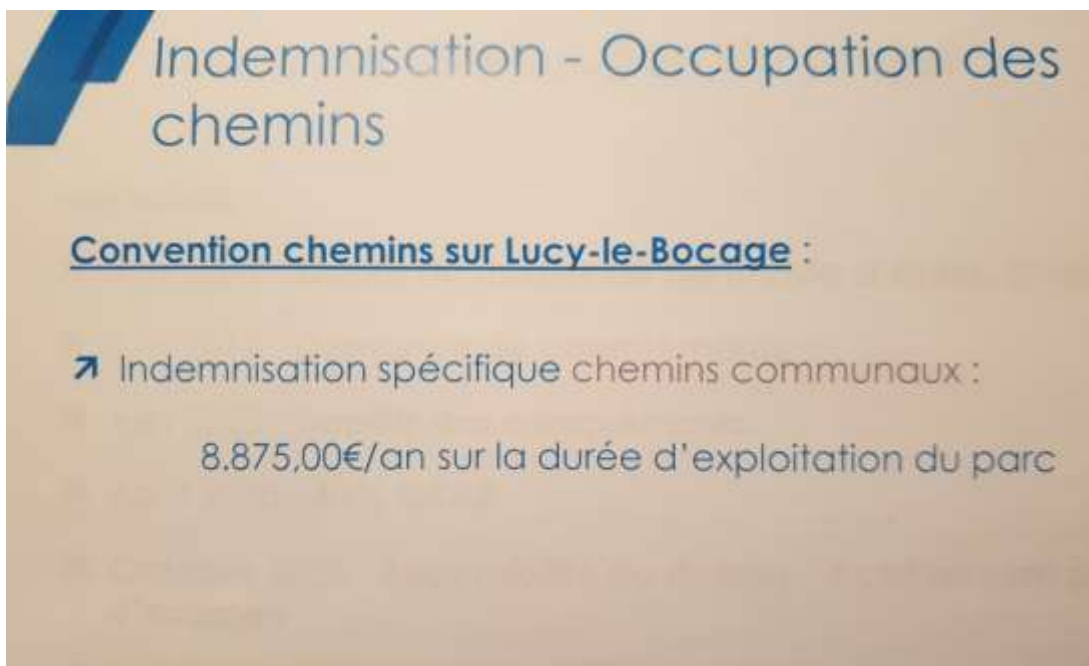 Indemnisation - Occupation des
chemins
Convention chemins sur Lucy-le-Bocage :
Indemnisation spécifique chemins communaux :
8.875,00€/an sur la durée d'exploitation du parc